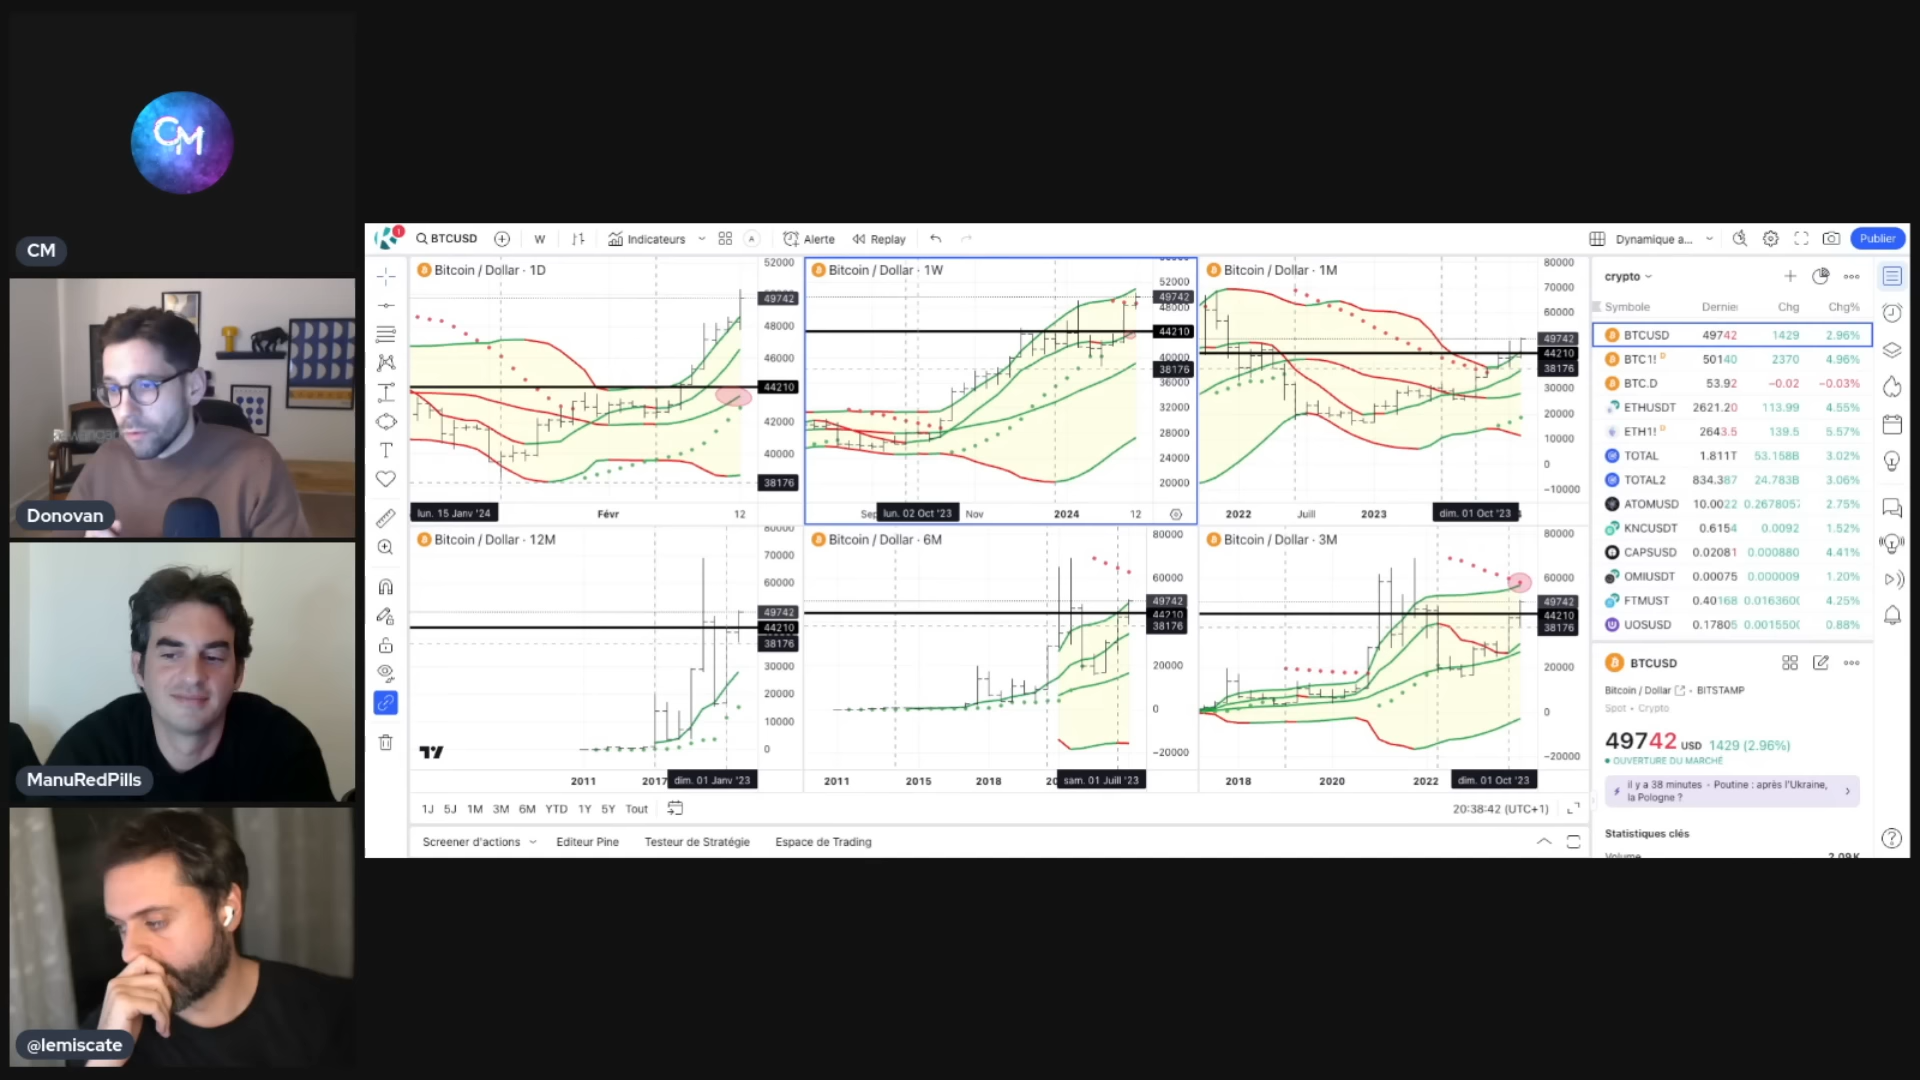 CM
CM
Donovan
ManuRedPills
@lemiscate
1
BTCUSD
W
Indicateurs
A
Alerte
Replay
Dynamique a...
Publier
Bitcoin / Dollar · 1D
52000
49742
48000
46000
44210
42000
40000
38176
lun. 15 Janv '24
Févr
12
Bitcoin / Dollar · 1W
52000
49742
48000
44210
40000
38176
36000
32000
28000
24000
20000
lun. 02 Oct '23
Nov
2024
12
Bitcoin / Dollar · 1M
80000
70000
60000
49742
44210
38176
30000
20000
10000
0
−10000
2022
Juill
2023
dim. 01 Oct '23
Bitcoin / Dollar · 12M
80000
70000
60000
49742
44210
38176
30000
20000
10000
0
2011
2017
dim. 01 Janv '23
Bitcoin / Dollar · 6M
80000
60000
49742
44210
38176
20000
0
−20000
2011
2015
2018
sam. 01 Juill '23
Bitcoin / Dollar · 3M
80000
60000
49742
44210
38176
20000
0
−20000
2018
2020
2022
dim. 01 Oct '23
1J 5J 1M 3M 6M YTD 1Y 5Y Tout
20:38:42 (UTC+1)
Screener d'actions
Editeur Pine
Testeur de Stratégie
Espace de Trading
crypto
Symbole Dernie Chg Chg%
BTCUSD 49742 1429 2.96%
BTC1! D 50140 2370 4.96%
BTC.D 53.92 −0.02 −0.03%
ETHUSDT 2621.20 113.99 4.55%
ETH1! D 2643.5 139.5 5.57%
TOTAL 1.811T 53.158B 3.02%
TOTAL2 834.387 24.783B 3.06%
ATOMUSD 10.0022 0.2678057 2.75%
KNCUSDT 0.6154 0.0092 1.52%
CAPSUSD 0.02081 0.000880 4.41%
OMIUSDT 0.00075 0.000009 1.20%
FTMUST 0.40168 0.0163600 4.25%
UOSUSD 0.17805 0.0015500 0.88%
BTCUSD
Bitcoin / Dollar • BITSTAMP
Spot • Crypto
49742 USD 1429 (2.96%)
OUVERTURE DU MARCHÉ
il y a 38 minutes • Poutine : après l'Ukraine,
la Pologne ?
Statistiques clés
Volume 2.09K